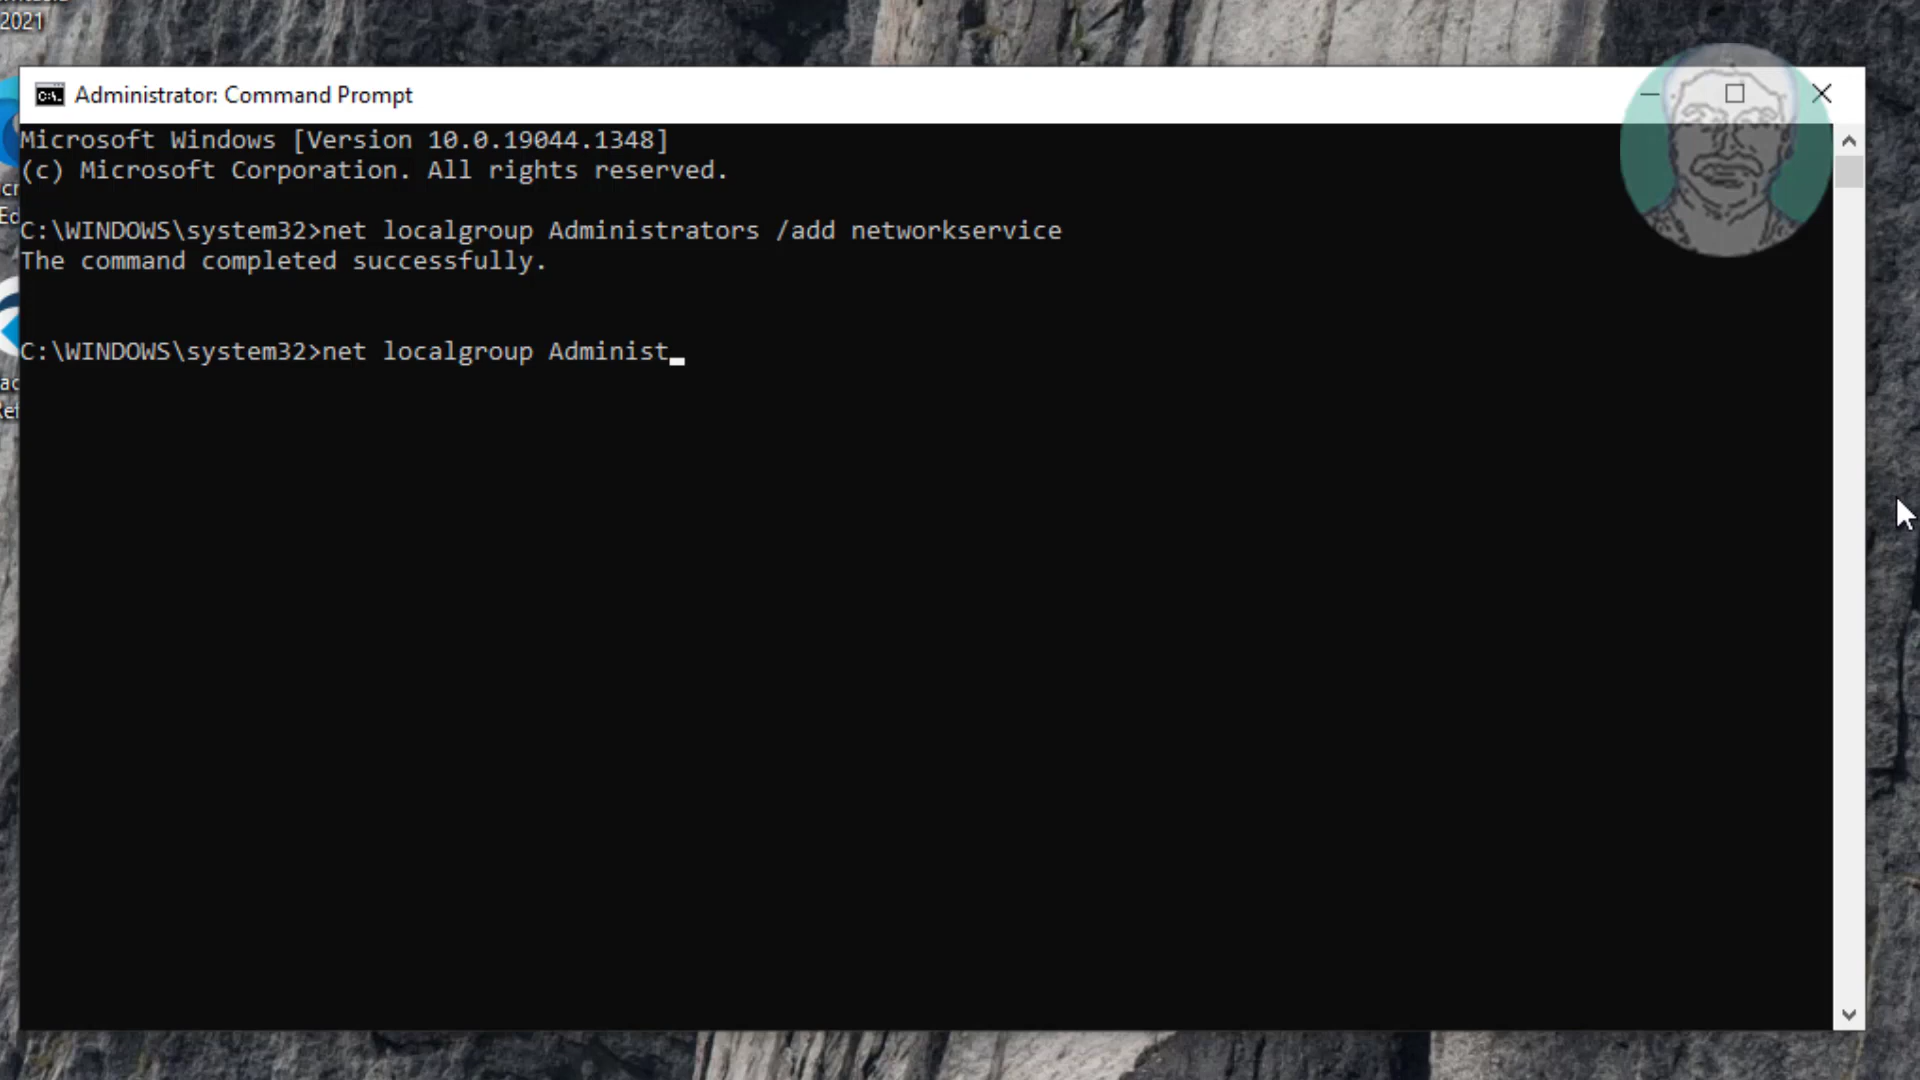 2021
Administrator: Command Prompt
Microsoft Windows [Version 10.0.19044.1348]
(c) Microsoft Corporation. All rights reserved.
C:\WINDOWS\system32>net localgroup Administrators /add networkservice
The command completed successfully.
C:\WINDOWS\system32>net localgroup Administ